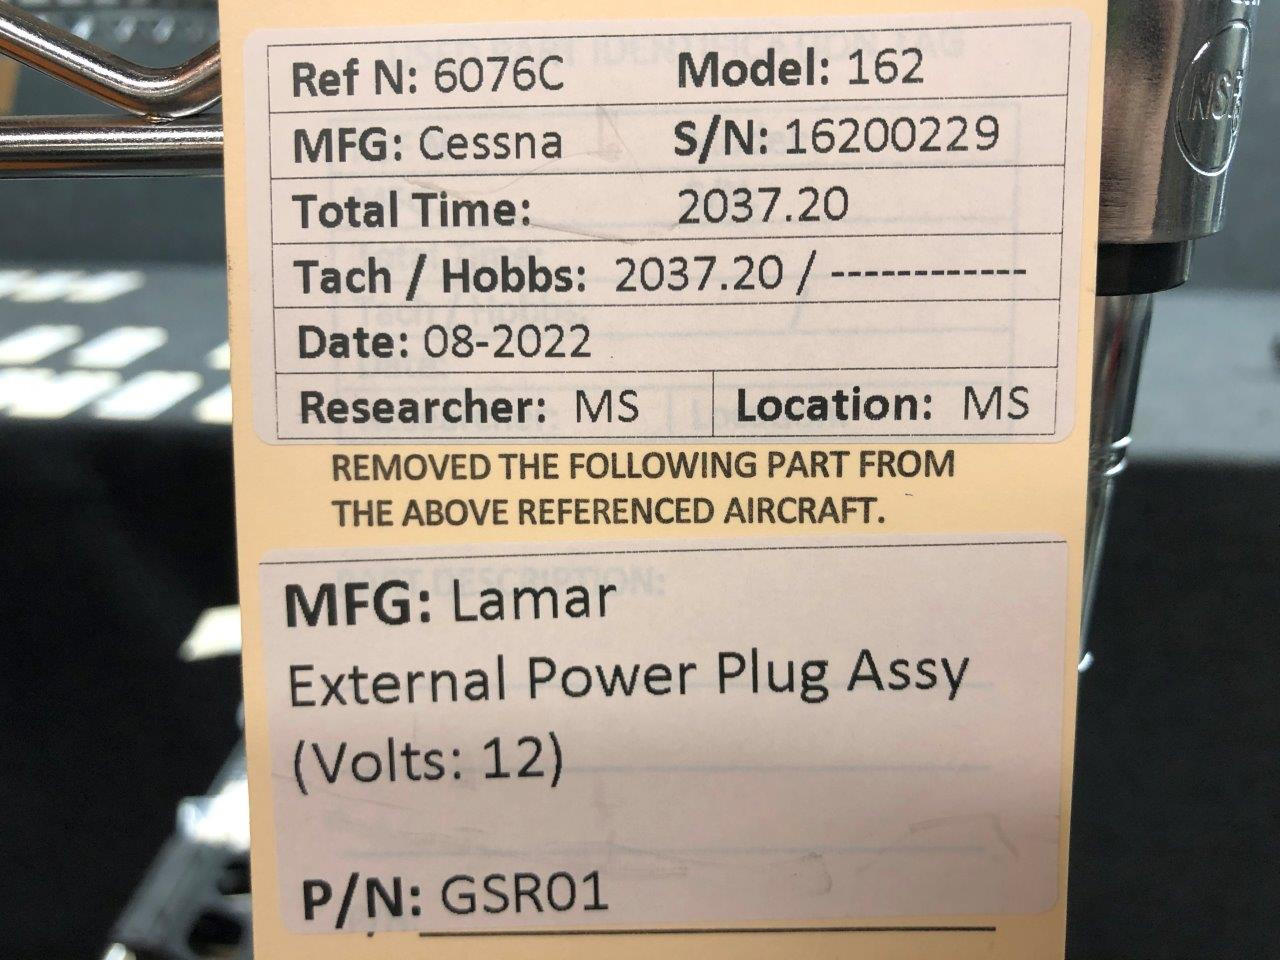 Ref N: 6076C Model: 162
MFG: Cessna S/N: 16200229
Total Time: 2037.20
Tach / Hobbs: 2037.20 / ------------
Date: 08-2022
Researcher: MS Location: MS
REMOVED THE FOLLOWING PART FROM
THE ABOVE REFERENCED AIRCRAFT.
MFG: Lamar
External Power Plug Assy
(Volts: 12)
P/N: GSR01